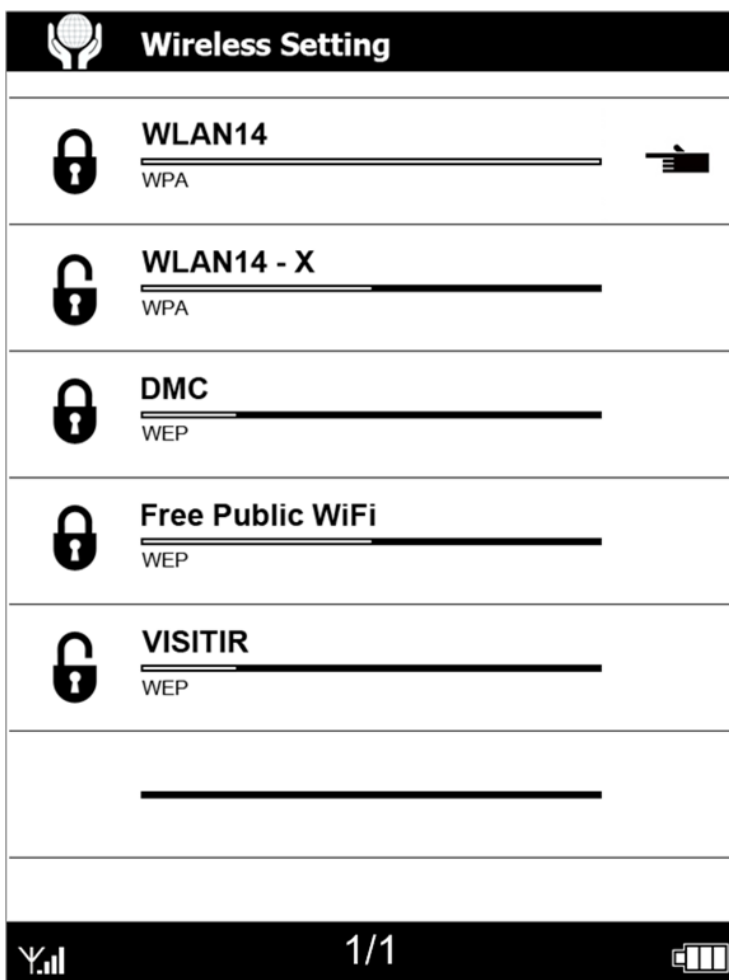 Wireless Setting
WLAN14
WPA
WLAN14 - X
WPA
DMC
WEP
Free Public WiFi
WEP
VISITIR
WEP
1/1